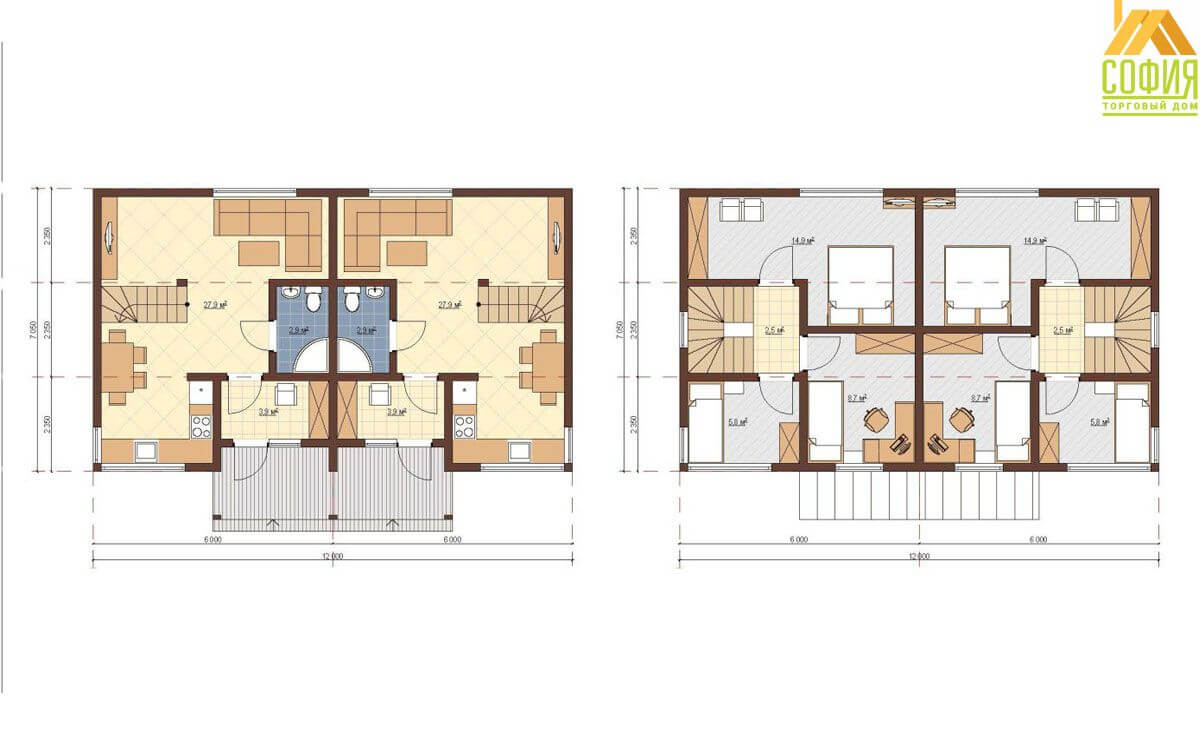 СОФИЯ
ТОРГОВЫЙ ДОМ
2 350
2 350
2 350
7 050
27,9 м²
27,9 м²
2,9 м²
2,9 м²
3,9 м²
3,9 м²
6 000
6 000
12 000
2 350
2 350
2 350
7 050
14,9 м²
14,9 м²
2,5 м²
2,5 м²
8,7 м²
8,7 м²
5,8 м²
5,8 м²
6 000
6 000
12 000